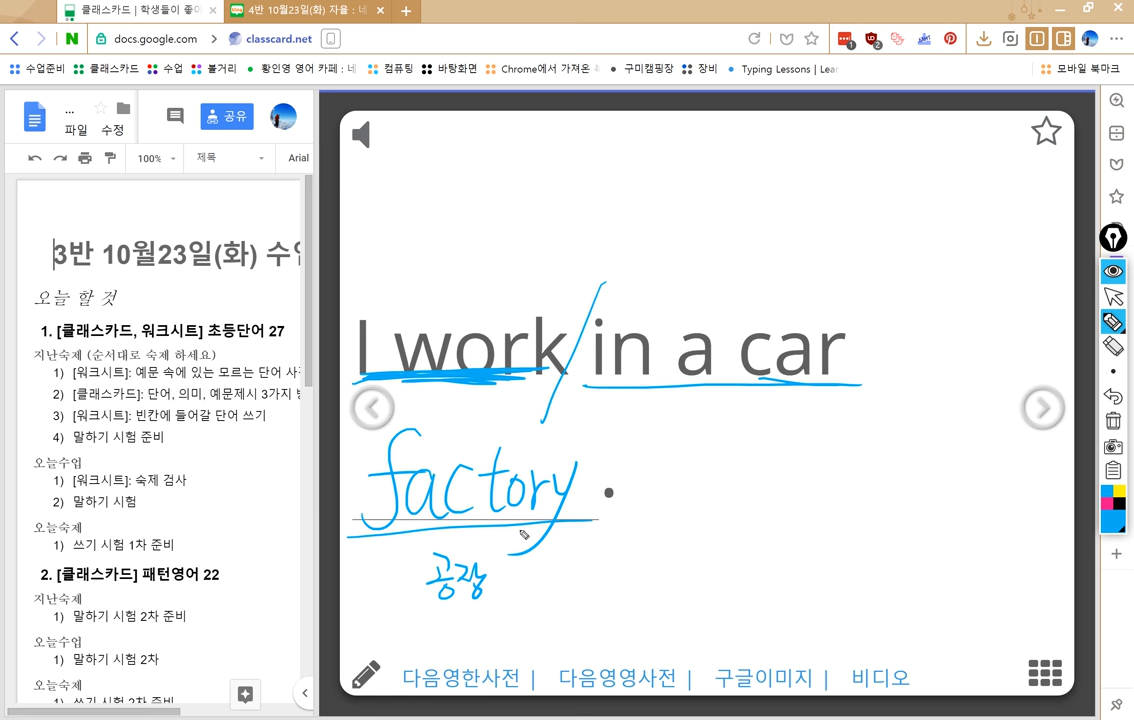 클래스카드 | 학생들이 좋아
4반 10월23일(화) 자율 : 네
docs.google.com > classcard.net
수업준비 클래스카드 수업 볼거리 황인영 영어 카페 : 네 컴퓨팅 바탕화면 Chrome에서 가져온 구미캠핑장 장비 Typing Lessons | Lear 모바일 북마크
... 공유
파일 수정
100% 제목 Arial
3반 10월23일(화) 수업
오늘 할 것
1. [클래스카드, 워크시트] 초등단어 27
지난숙제 (순서대로 숙제 하세요)
1) [워크시트]: 예문 속에 있는 모르는 단어
2) [클래스카드]: 단어, 의미, 예문제시 3가지
3) [워크시트]: 빈칸에 들어갈 단어 쓰기
4) 말하기 시험 준비
오늘수업
1) [워크시트]: 숙제 검사
2) 말하기 시험
오늘숙제
1) 쓰기 시험 1차 준비
2. [클래스카드] 패턴영어 22
지난숙제
1) 말하기 시험 2차 준비
오늘수업
1) 말하기 시험 2차
오늘숙제
1) 쓰기 시험 2차 준비
I work / in a car
factory .
공장
다음영한사전 | 다음영영사전 | 구글이미지 | 비디오